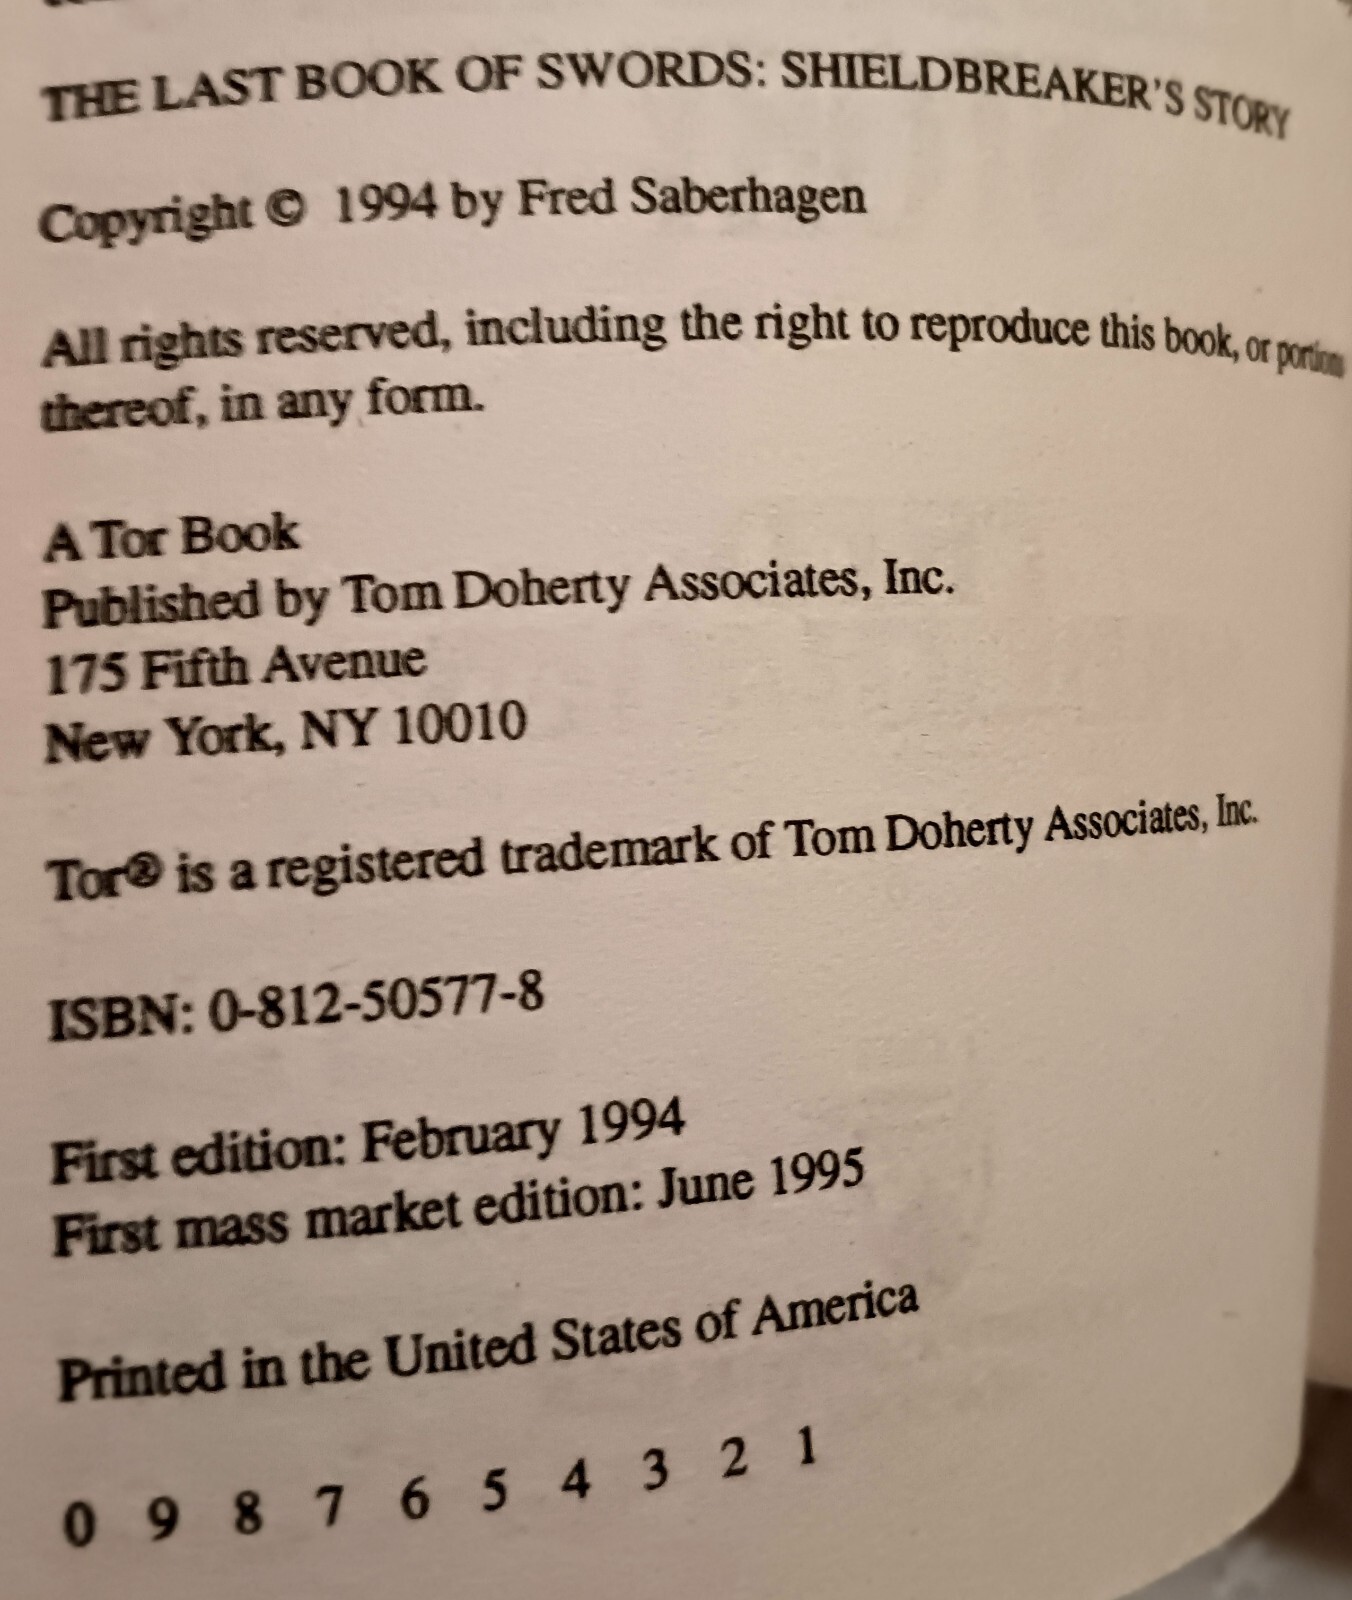 THE LAST BOOK OF SWORDS: SHIELDBREAKER'S STORY
Copyright © 1994 by Fred Saberhagen
All rights reserved, including the right to reproduce this book, or portions
thereof, in any form.
A Tor Book
Published by Tom Doherty Associates, Inc.
175 Fifth Avenue
New York, NY 10010
Tor® is a registered trademark of Tom Doherty Associates, Inc.
ISBN: 0-812-50577-8
First edition: February 1994
First mass market edition: June 1995
Printed in the United States of America
0 9 8 7 6 5 4 3 2 1